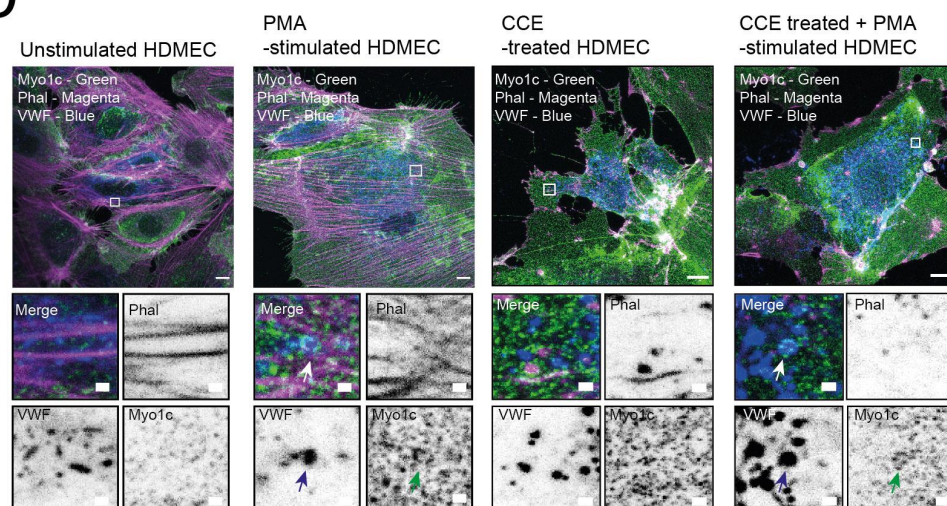 D
Unstimulated HDMEC
PMA
-stimulated HDMEC
CCE
-treated HDMEC
CCE treated + PMA
-stimulated HDMEC
Myo1c - Green
Phal - Magenta
VWF - Blue
Myo1c - Green
Phal - Magenta
VWF - Blue
Myo1c - Green
Phal - Magenta
VWF - Blue
Myo1c - Green
Phal - Magenta
VWF - Blue
Merge
Phal
Merge
Phal
Merge
Phal
Merge
Phal
VWF
Myo1c
VWF
Myo1c
VWF
Myo1c
VWF
Myo1c